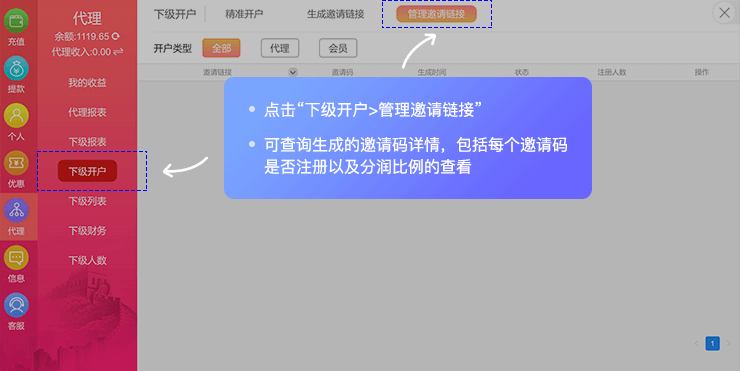 代理
余额:1119.65
代理收入:0.00
充值
提款
个人
优惠
代理
信息
客服
我的收益
代理报表
下级报表
下级开户
下级列表
下级财务
下级人数
下级开户
精准开户
生成邀请链接
管理邀请链接
开户类型
全部
代理
会员
邀请链接
邀请码
生成时间
状态
注册人数
操作
点击“下级开户>管理邀请链接”
可查询生成的邀请码详情，包括每个邀请码
是否注册以及分润比例的查看
1